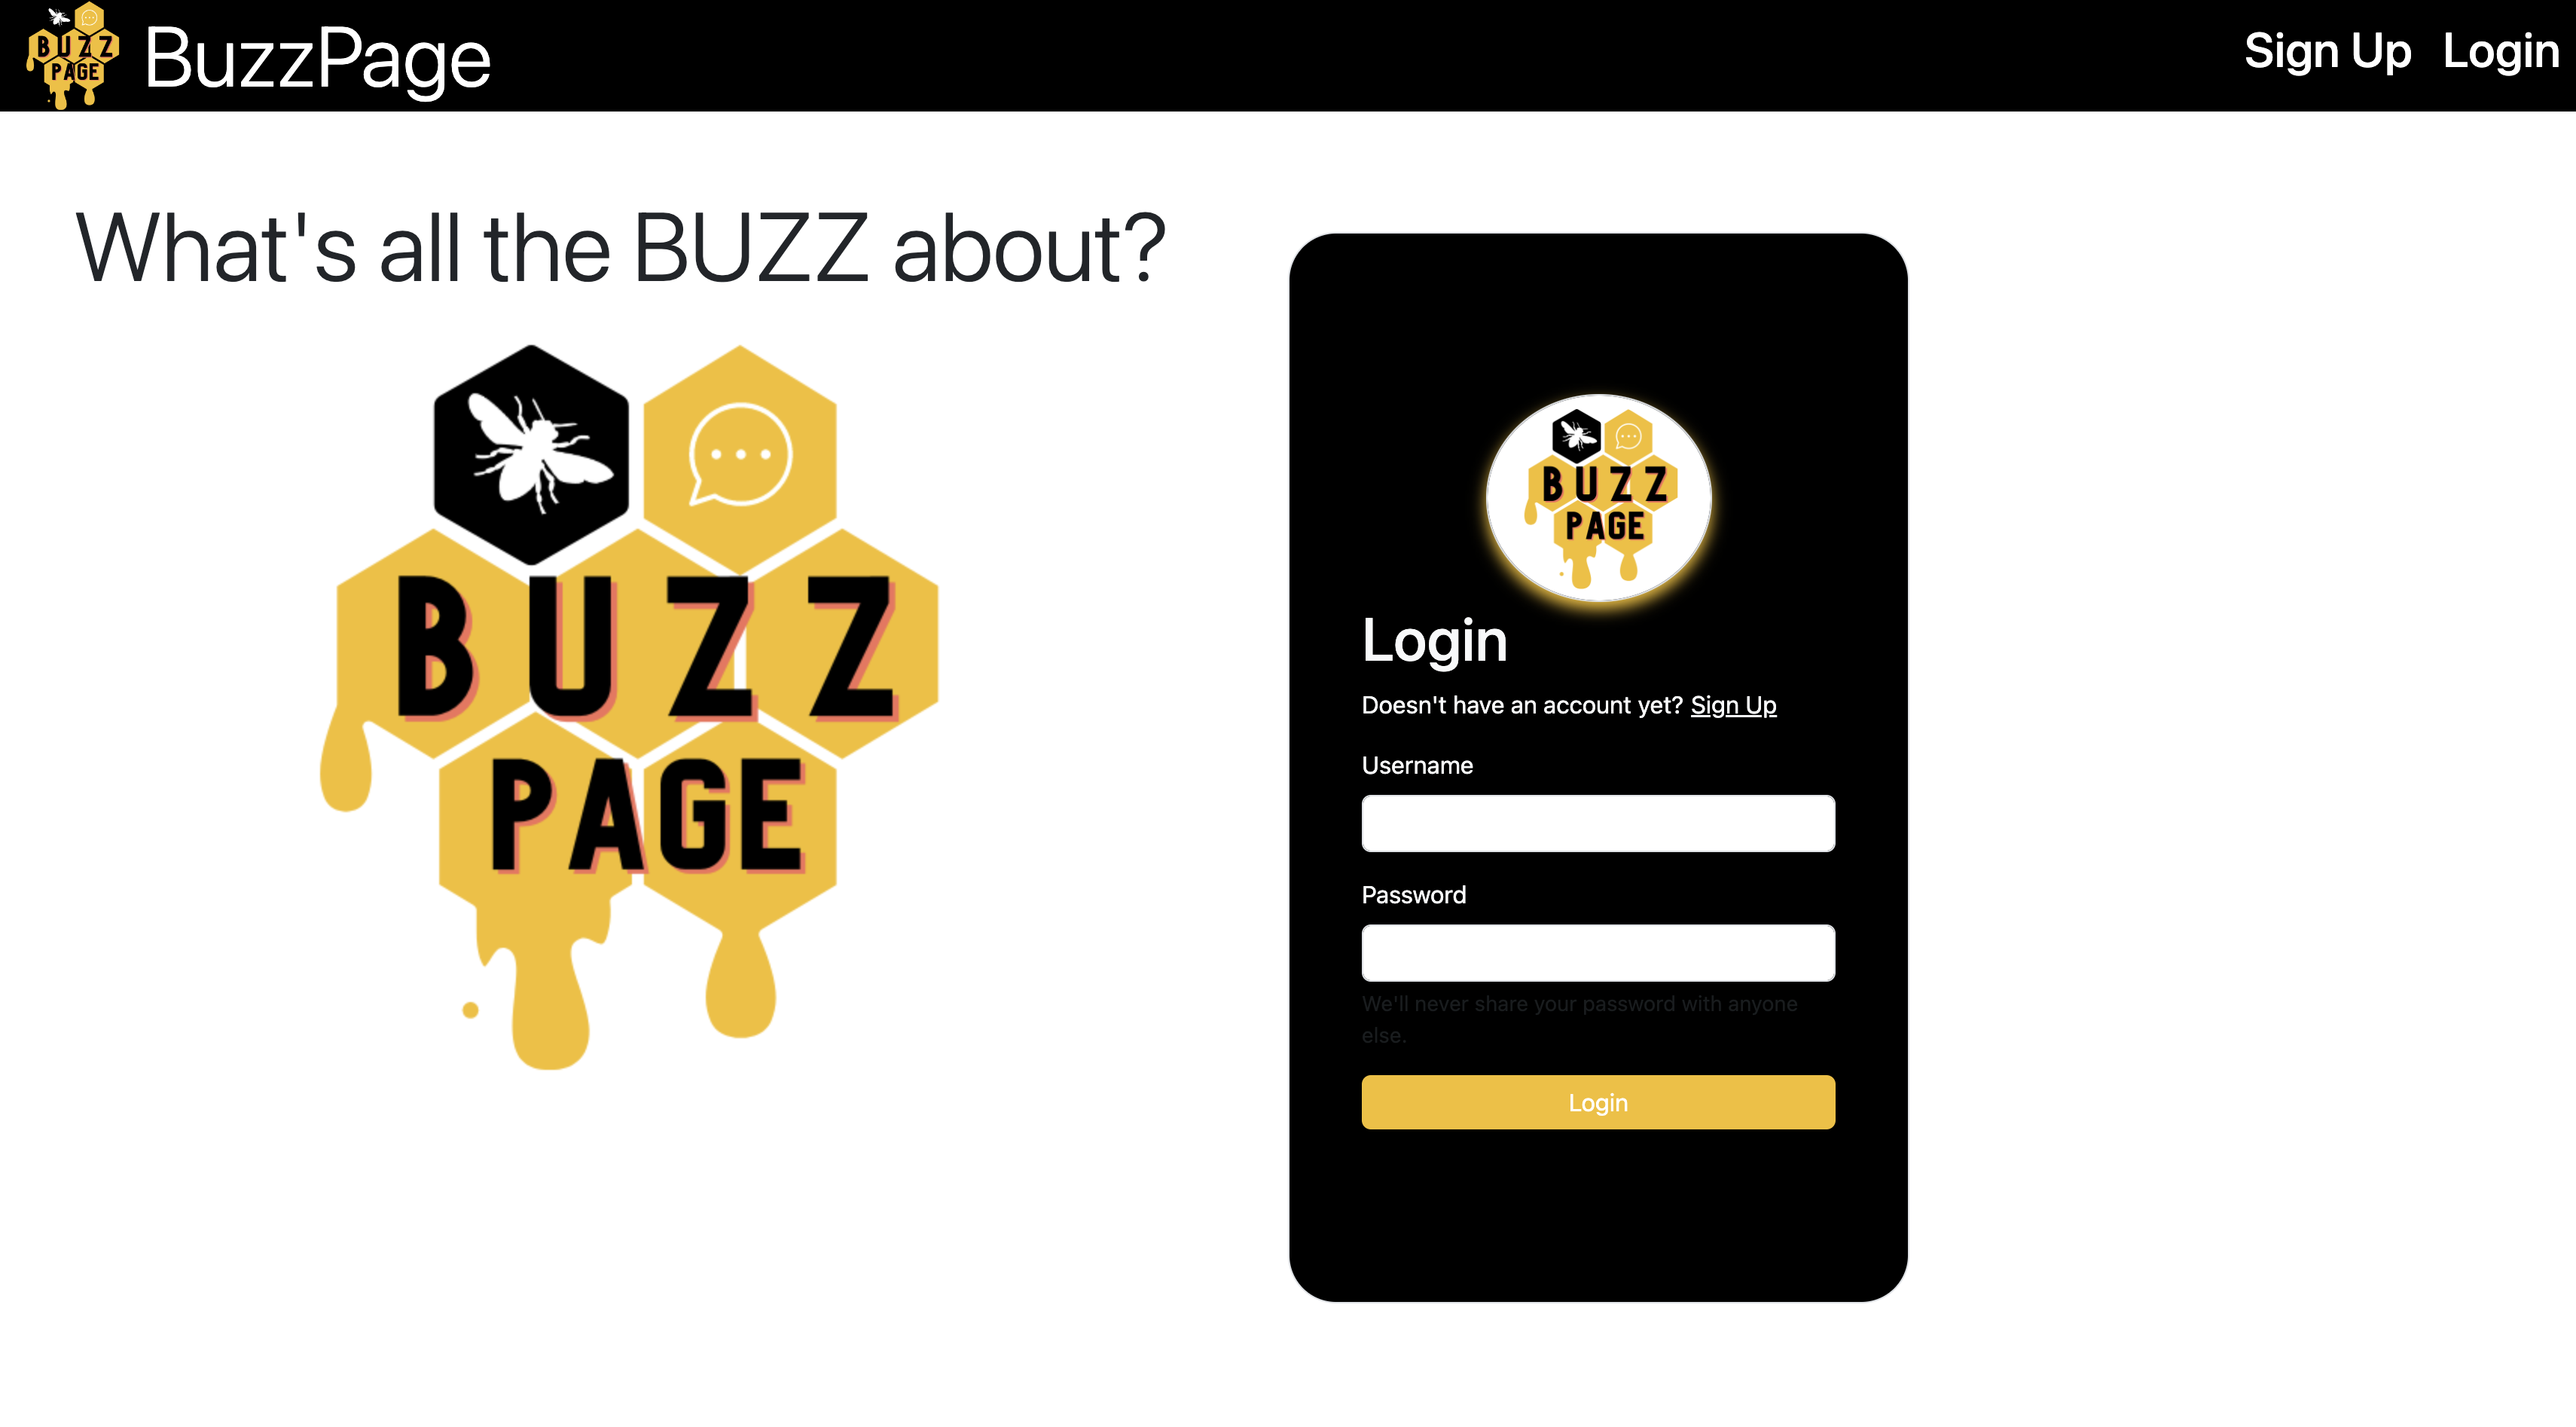 BUZZ
PAGE
BuzzPage
Sign Up Login
What's all the BUZZ about?
BUZZ
PAGE
BUZZ
PAGE
Login
Doesn't have an account yet? Sign Up
Username
Password
We'll never share your password with anyone
else.
Login